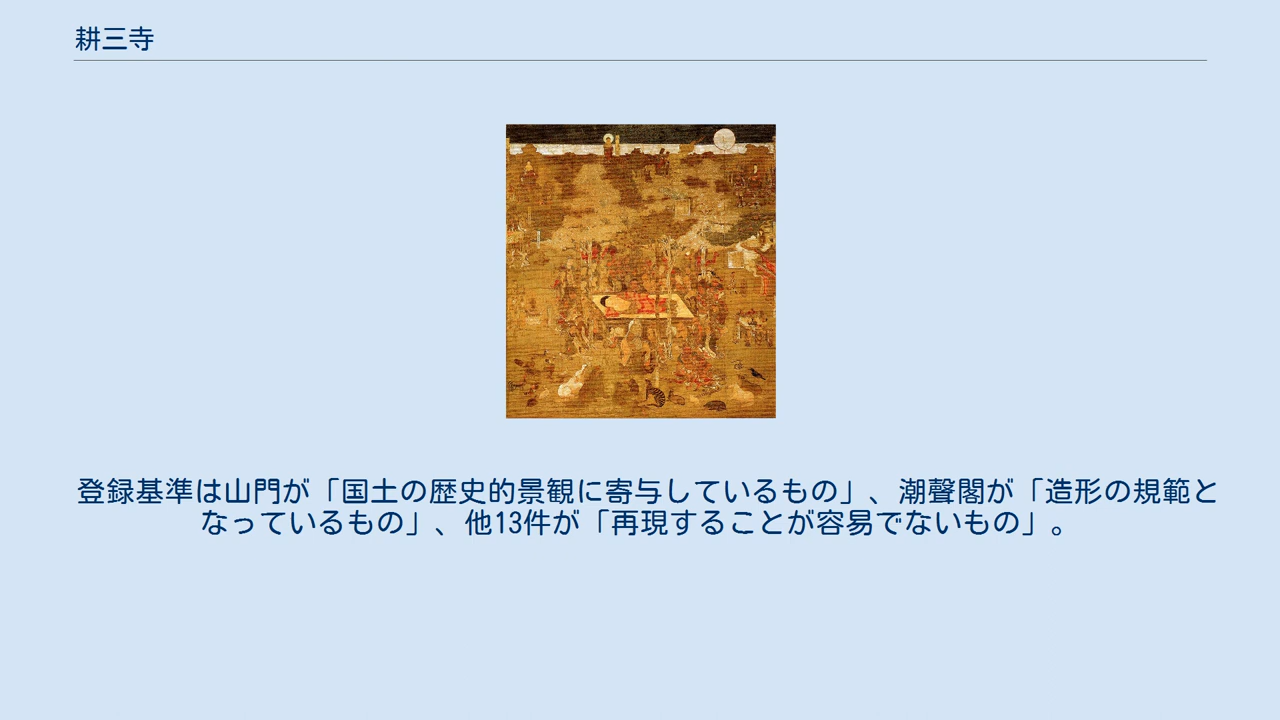 耕三寺
登録基準は山門が「国土の歴史的景観に寄与しているもの」、潮聲閣が「造形の規範と
なっているもの」、他13件が「再現することが容易でないもの」。